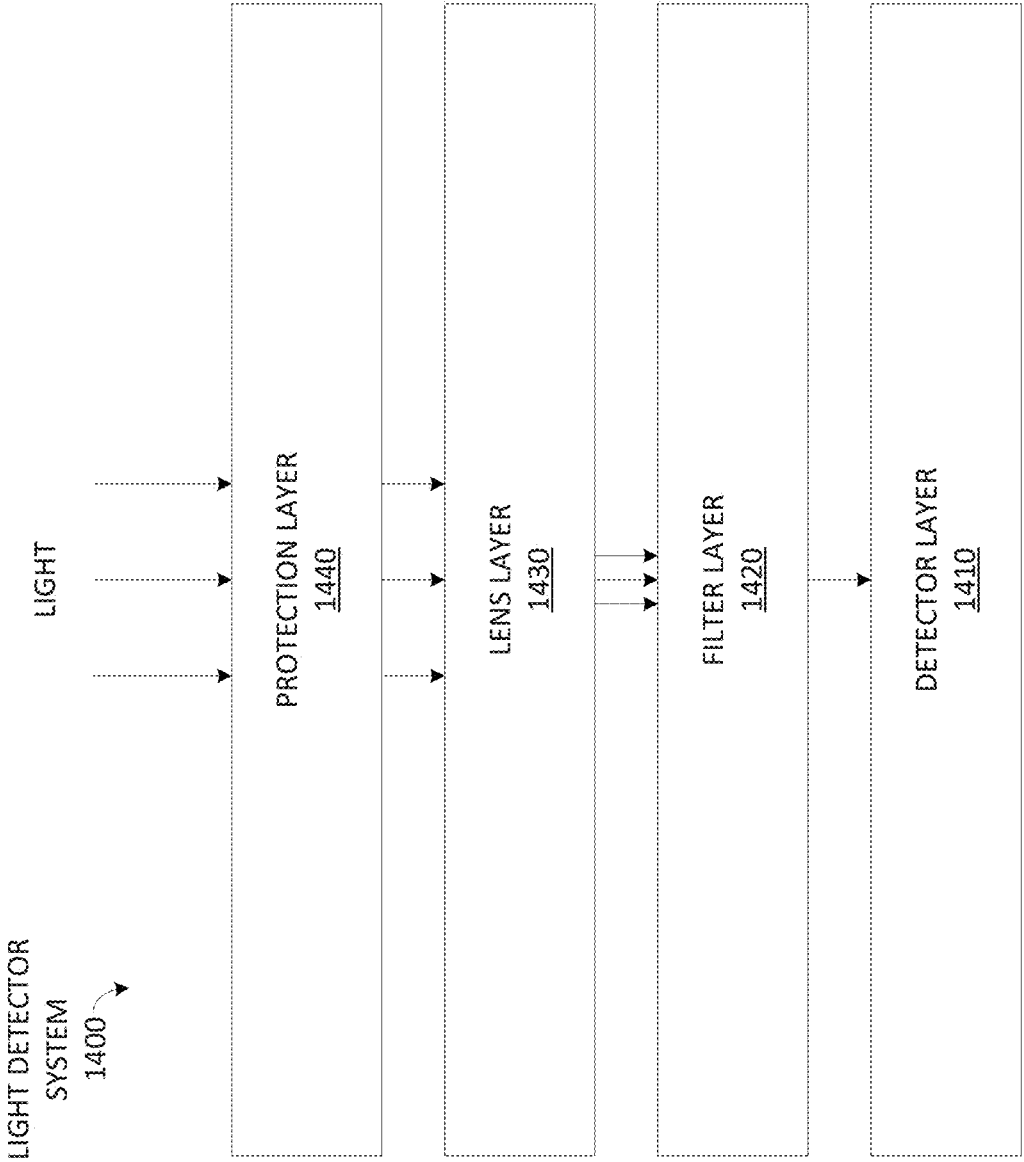 LIGHT DETECTOR
SYSTEM
1400
LIGHT
PROTECTION LAYER
1440
LENS LAYER
1430
FILTER LAYER
1420
DETECTOR LAYER
1410